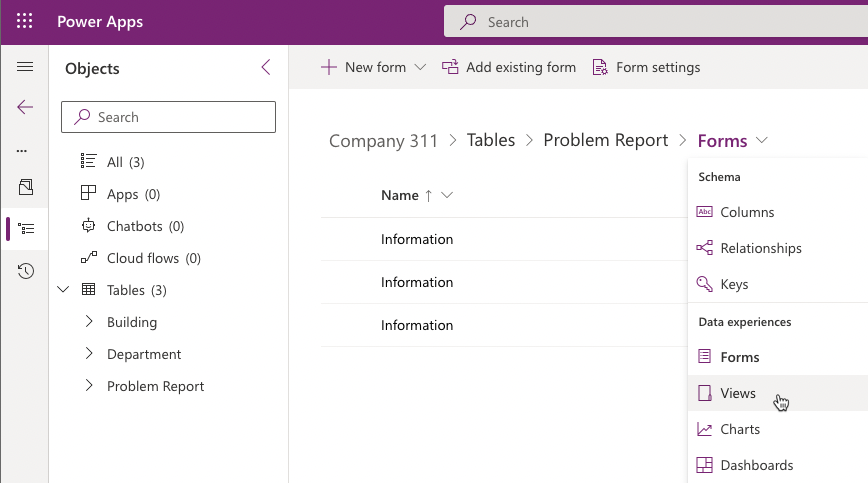 Power Apps
Search
Objects
Search
All (3)
Apps (0)
Chatbots (0)
Cloud flows (0)
Tables (3)
Building
Department
Problem Report
New form
Add existing form
Form settings
Company 311 > Tables > Problem Report > Forms
Name ↑
Information
Information
Information
Schema
Abc Columns
Relationships
Keys
Data experiences
Forms
Views
Charts
Dashboards